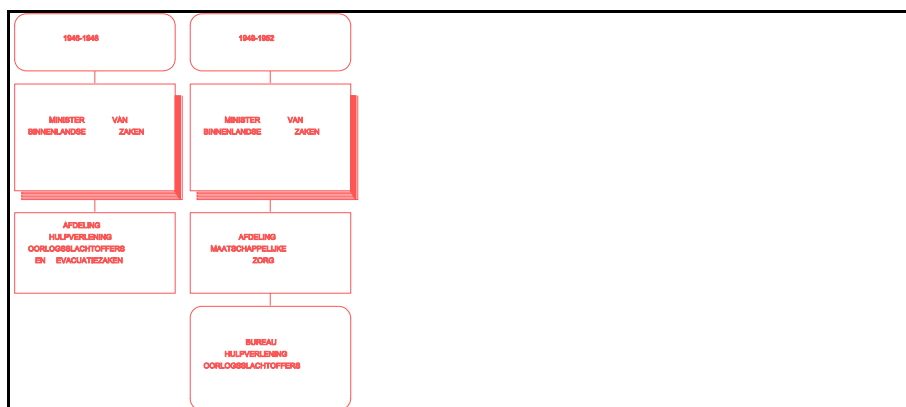 1946-1948
MINISTER VAN
BINNENLANDSE ZAKEN
AFDELING
HULPVERLENING
OORLOGSSLACHTOFFERS
EN EVACUATIEZAKEN
1948-1952
MINISTER VAN
BINNENLANDSE ZAKEN
AFDELING
MAATSCHAPPELIJKE
ZORG
BUREAU
HULPVERLENING
OORLOGSSLACHTOFFERS